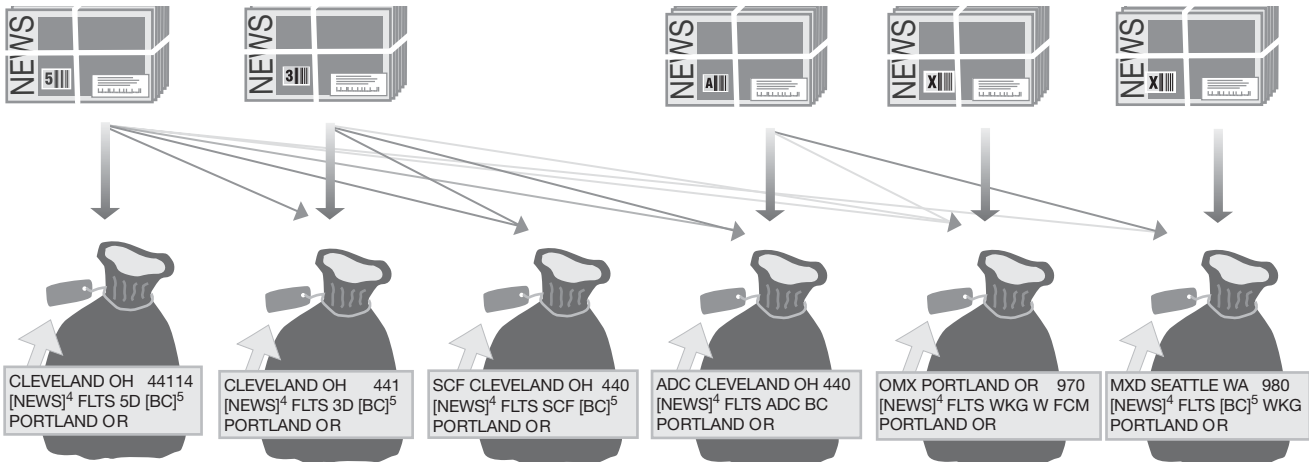 NEWS
5
NEWS
3
NEWS
A
NEWS
X
NEWS
X
CLEVELAND OH 44114
[NEWS]⁴ FLTS 5D [BC]⁵
PORTLAND OR
CLEVELAND OH 441
[NEWS]⁴ FLTS 3D [BC]⁵
PORTLAND OR
SCF CLEVELAND OH 440
[NEWS]⁴ FLTS SCF [BC]⁵
PORTLAND OR
ADC CLEVELAND OH 440
[NEWS]⁴ FLTS ADC BC
PORTLAND OR
OMX PORTLAND OR 970
[NEWS]⁴ FLTS WKG W FCM
PORTLAND OR
MXD SEATTLE WA 980
[NEWS]⁴ FLTS [BC]⁵ WKG
PORTLAND OR